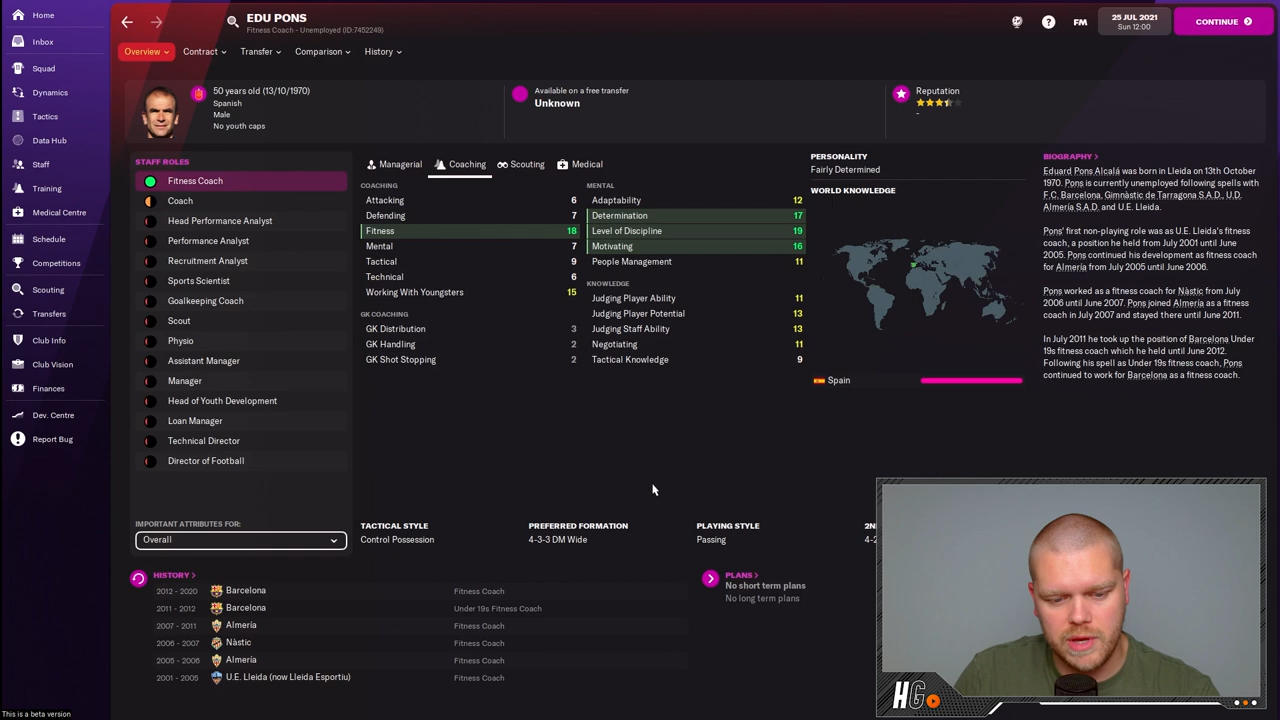 Home
Inbox
Squad
Dynamics
Tactics
Data Hub
Staff
Training
Medical Centre
Schedule
Competitions
Scouting
Transfers
Club Info
Club Vision
Finances
Dev. Centre
Report Bug
This is a beta version
EDU PONS
Fitness Coach - Unemployed (ID:7452249)
?
FM
25 JUL 2021
Sun 12:00
CONTINUE
Overview
Contract
Transfer
Comparison
History
50 years old (13/10/1970)
Spanish
Male
No youth caps
Available on a free transfer
Unknown
Reputation
-
STAFF ROLES
Fitness Coach
Coach
Head Performance Analyst
Performance Analyst
Recruitment Analyst
Sports Scientist
Goalkeeping Coach
Scout
Physio
Assistant Manager
Manager
Head of Youth Development
Loan Manager
Technical Director
Director of Football
IMPORTANT ATTRIBUTES FOR:
Overall
Managerial
Coaching
Scouting
Medical
COACHING
Attacking 6
Defending 7
Fitness 18
Mental 7
Tactical 9
Technical 6
Working With Youngsters 15
GK COACHING
GK Distribution 3
GK Handling 2
GK Shot Stopping 2
MENTAL
Adaptability 12
Determination 17
Level of Discipline 19
Motivating 16
People Management 11
KNOWLEDGE
Judging Player Ability 11
Judging Player Potential 13
Judging Staff Ability 13
Negotiating 11
Tactical Knowledge 9
PERSONALITY
Fairly Determined
WORLD KNOWLEDGE
Spain
BIOGRAPHY >
Eduard Pons Alcalá was born in Lleida on 13th October
1970. Pons is currently unemployed following spells with
F.C. Barcelona, Gimnàstic de Tarragona S.A.D., U.D.
Almería S.A.D., and U.E. Lleida.
Pons' first non-playing role was as U.E. Lleida's fitness
coach, a position he held from July 2001 until June
2005. Pons continued his development as fitness coach
for Almería from July 2005 until June 2006.
Pons worked as a fitness coach for Nàstic from July
2006 until June 2007. Pons joined Almería as a fitness
coach in July 2007 and stayed there until June 2011.
In July 2011 he took up the position of Barcelona Under
19s fitness coach which he held until June 2012.
Following his spell as Under 19s fitness coach, Pons
continued to work for Barcelona as a fitness coach.
TACTICAL STYLE
Control Possession
PREFERRED FORMATION
4-3-3 DM Wide
PLAYING STYLE
Passing
HISTORY >
2012 - 2020 Barcelona Fitness Coach
2011 - 2012 Barcelona Under 19s Fitness Coach
2007 - 2011 Almería Fitness Coach
2006 - 2007 Nàstic Fitness Coach
2005 - 2006 Almería Fitness Coach
2001 - 2005 U.E. Lleida (now Lleida Esportiu) Fitness Coach
PLANS >
No short term plans
No long term plans
HG